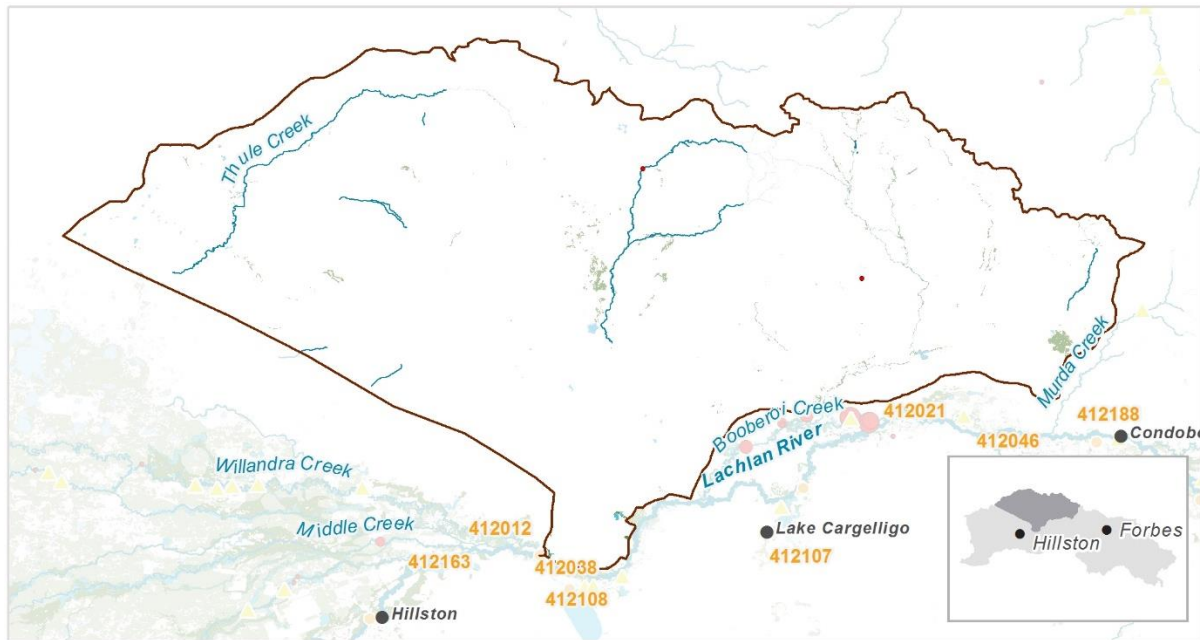 Thule Creek
Murda Creek
Booberoi Creek
412021
412188
Lachlan River
412046
Condobo
Willandra Creek
Middle Creek
412012
Lake Cargelligo
412163
412038
412107
412108
Hillston
Forbes
Hillston